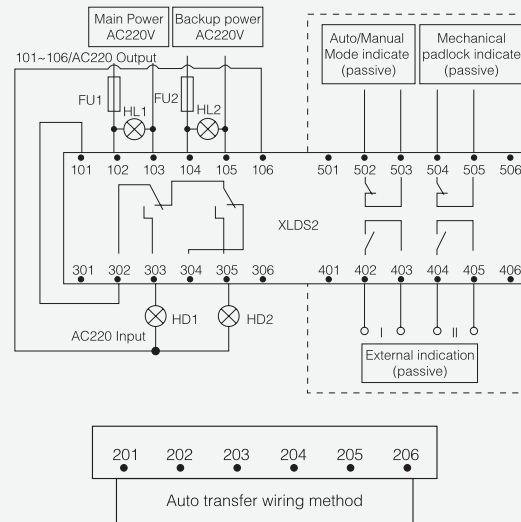 Main Power
AC220V
Backup power
AC220V
Auto/Manual
Mode indicate
(passive)
Mechanical
padlock indicate
(passive)
101~106/AC220 Output
FU1
HL1
FU2
HL2
101 102 103 104 105 106 501 502 503 504 505 506
XLDS2
301 302 303 304 305 306 401 402 403 404 405 406
HD1
HD2
AC220 Input
I
II
External indication
(passive)
201 202 203 204 205 206
Auto transfer wiring method